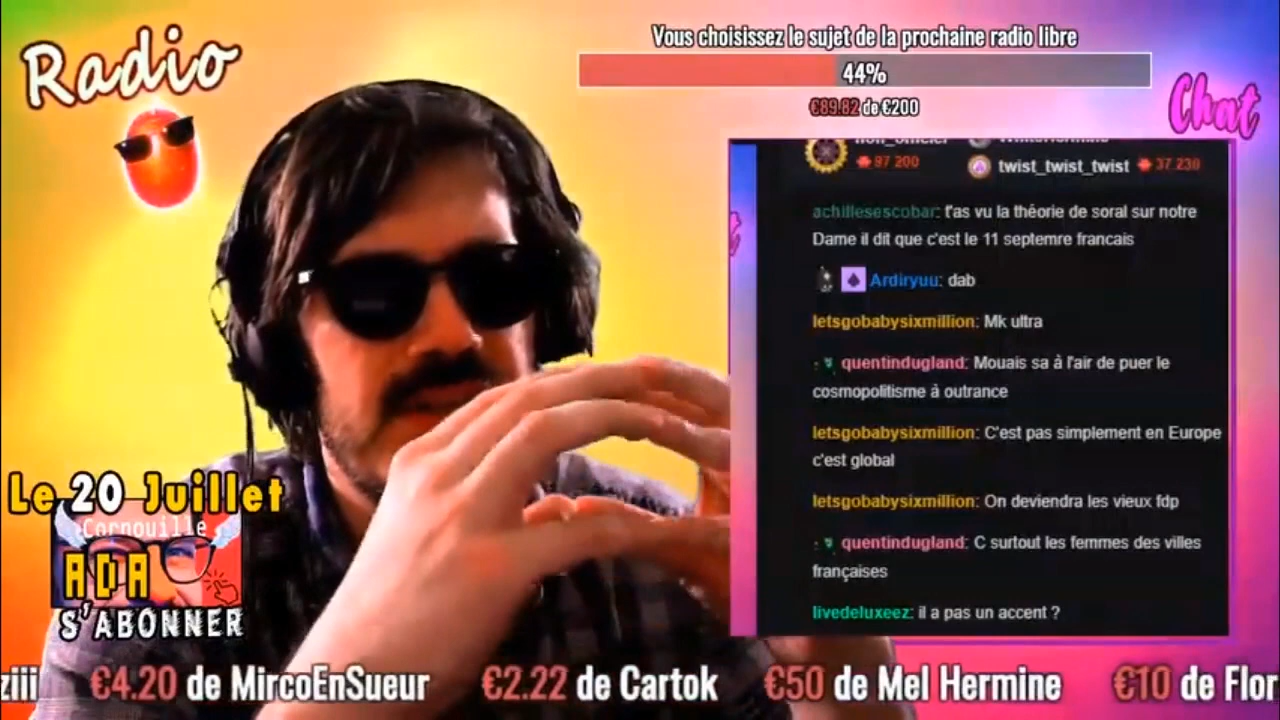 Radio
Vous choisissez le sujet de la prochaine radio libre
44%
€89.82 de €200
Chat
97 200
twist_twist_twist 37 230
achillesescobar: t'as vu la théorie de soral sur notre
Dame il dit que c'est le 11 septemre francais
Ardiryuu: dab
letsgobabysixmillion: Mk ultra
quentindugland: Mouais sa à l'air de puer le
cosmopolitisme à outrance
letsgobabysixmillion: C'est pas simplement en Europe
c'est global
letsgobabysixmillion: On deviendra les vieux fdp
quentindugland: C surtout les femmes des villes
françaises
livedeluxeez: il a pas un accent ?
Le 20 Juillet
Cornouille
ADA
S'ABONNER
ziii €4.20 de MircoEnSueur €2.22 de Cartok €50 de Mel Hermine €10 de Flor